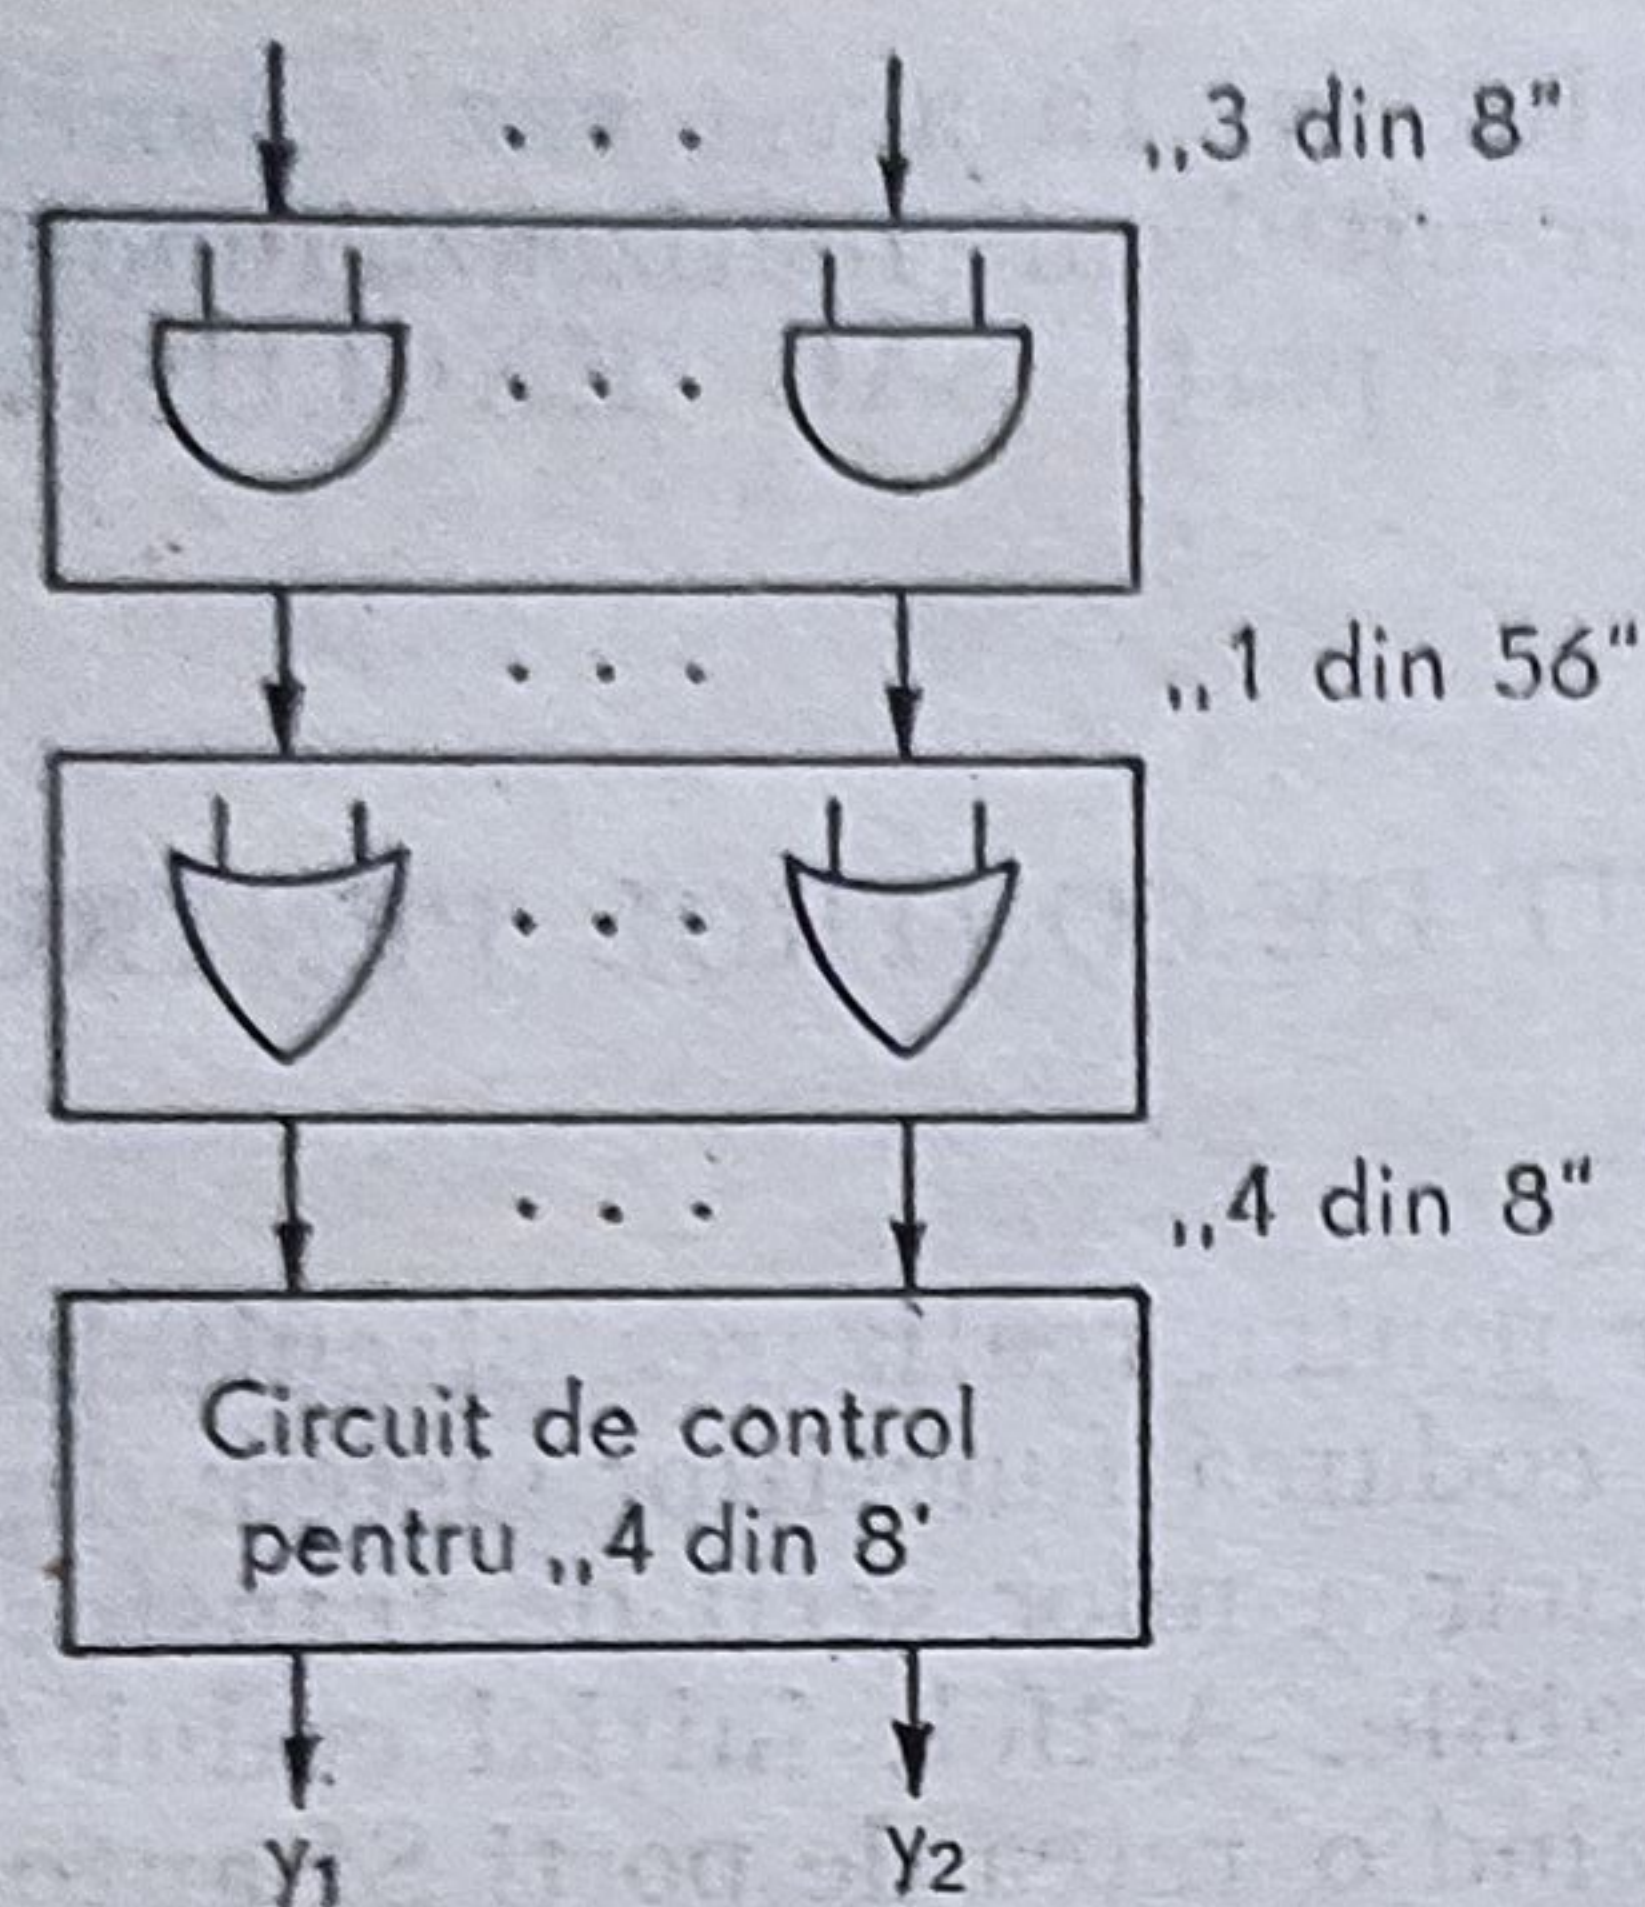 „3 din 8"
„1 din 56"
„4 din 8"
Circuit de control
pentru „4 din 8'
y1
y2